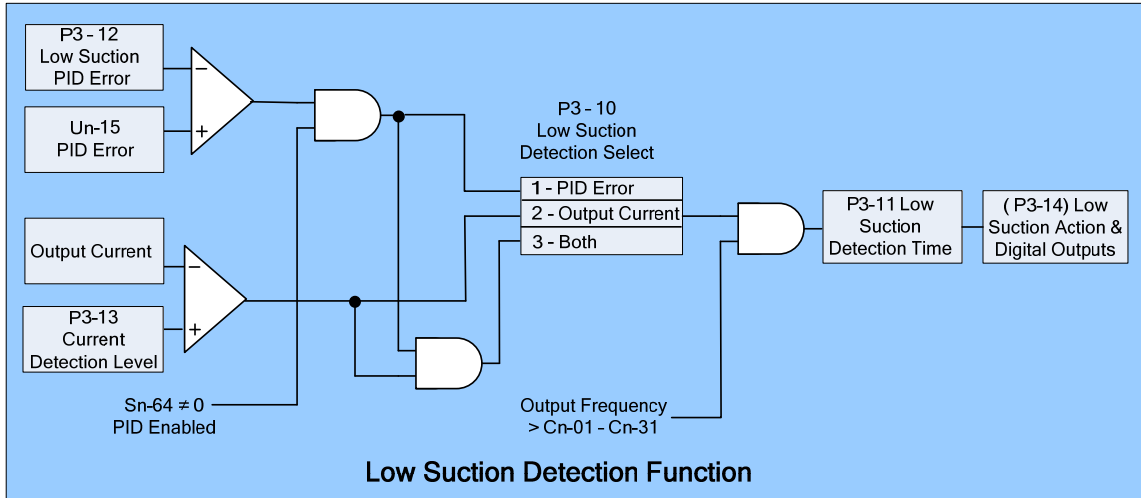 P3 - 12
Low Suction
PID Error
−
Un-15
PID Error
+
Output Current
−
P3-13
Current
Detection Level
+
Sn-64 ≠ 0
PID Enabled
P3 - 10
Low Suction
Detection Select
1 - PID Error
2 - Output Current
3 - Both
Output Frequency
> Cn-01 - Cn-31
P3-11 Low
Suction
Detection Time
( P3-14) Low
Suction Action &
Digital Outputs
Low Suction Detection Function